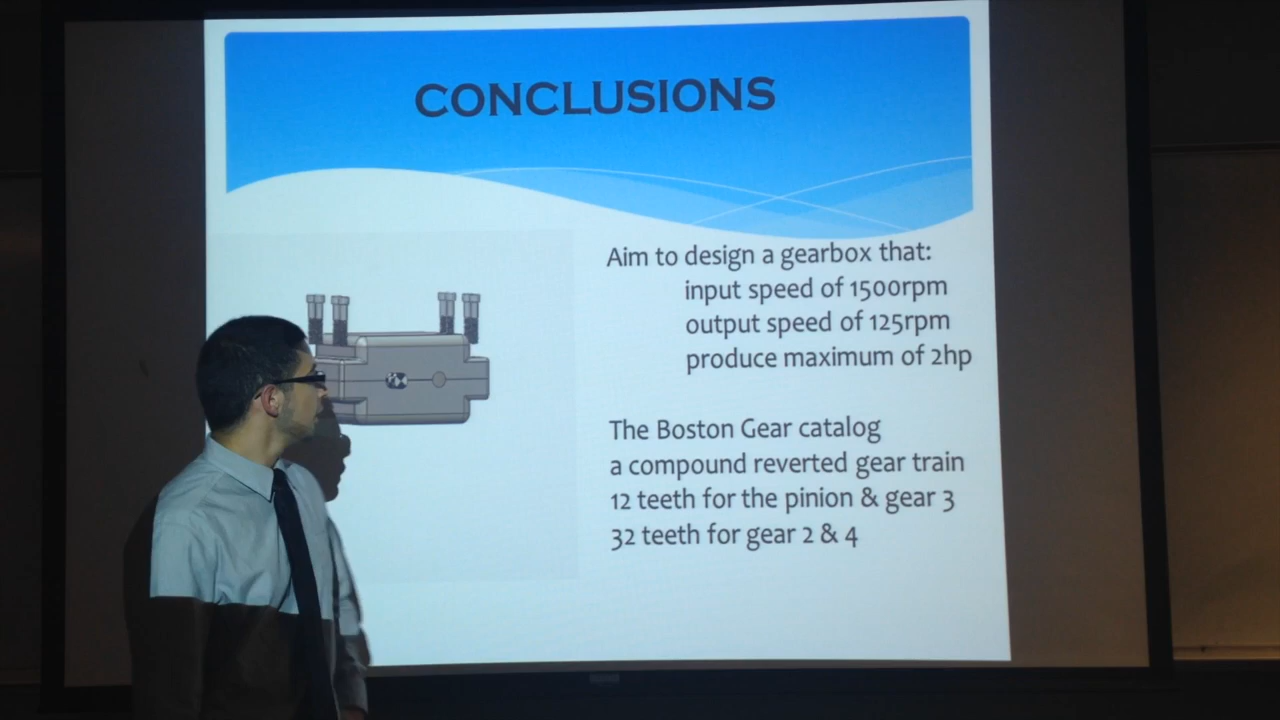 CONCLUSIONS
Aim to design a gearbox that:
input speed of 1500rpm
output speed of 125rpm
produce maximum of 2hp
The Boston Gear catalog
a compound reverted gear train
12 teeth for the pinion & gear 3
32 teeth for gear 2 & 4